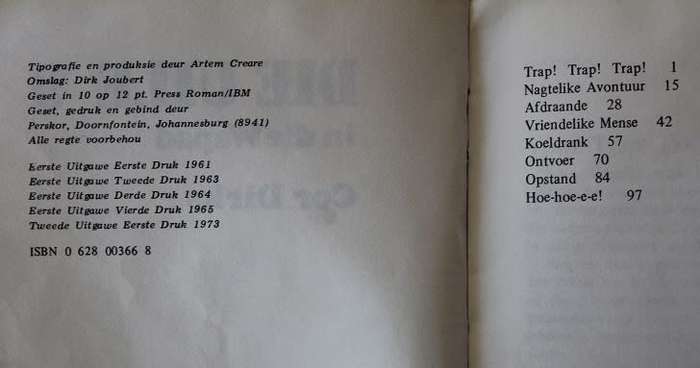 Tipografie en produksie deur Artem Creare
Omslag: Dirk Joubert
Geset in 10 op 12 pt. Press Roman/IBM
Geset, gedruk en gebind deur
Perskor, Doornfontein, Johannesburg (8941)
Alle regte voorbehou
Eerste Uitgawe Eerste Druk 1961
Eerste Uitgawe Tweede Druk 1963
Eerste Uitgawe Derde Druk 1964
Eerste Uitgawe Vierde Druk 1965
Tweede Uitgawe Eerste Druk 1973
ISBN 0 628 00366 8
Trap! Trap! Trap! 1
Nagtelike Avontuur 15
Afdraande 28
Vriendelike Mense 42
Koeldrank 57
Ontvoer 70
Opstand 84
Hoe-hoe-e-e! 97